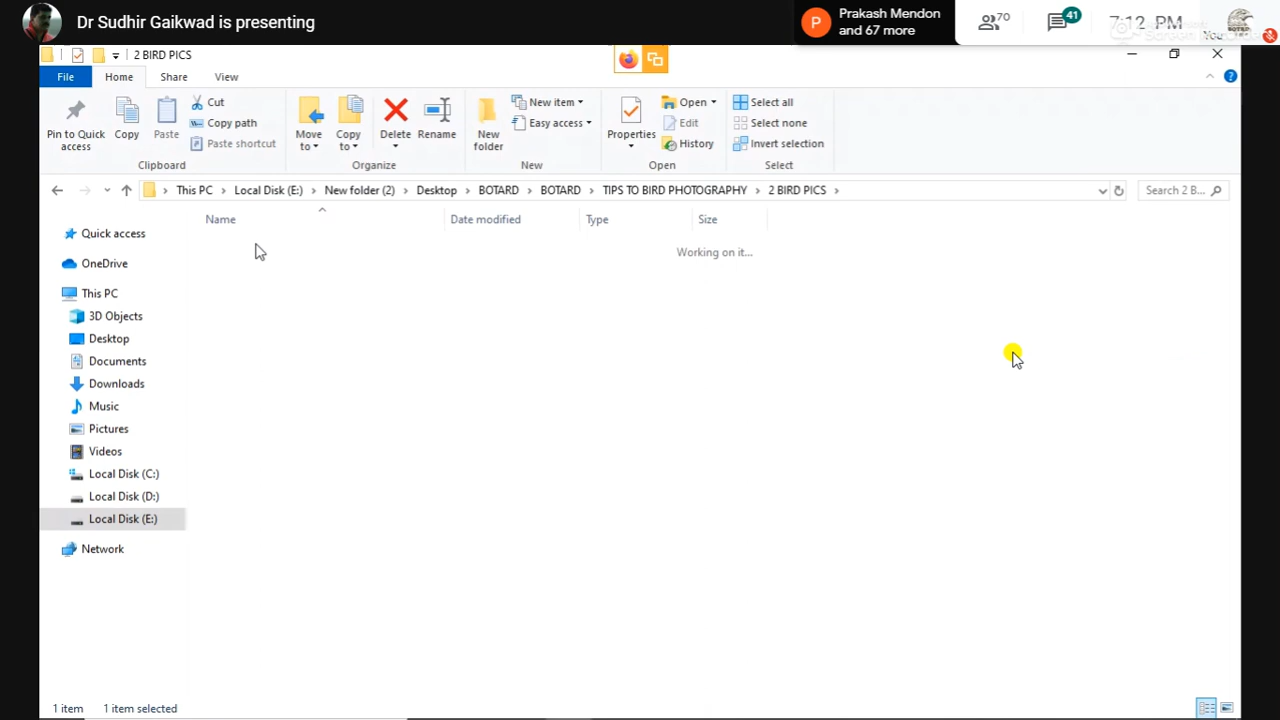 Dr Sudhir Gaikwad is presenting
P
Prakash Mendon
and 67 more
70
41
7:12 PM
You
2 BIRD PICS
File Home Share View
Pin to Quick access
Copy
Paste
Cut
Copy path
Paste shortcut
Clipboard
Move to
Copy to
Delete
Rename
Organize
New folder
New item
Easy access
New
Properties
Open
Edit
History
Open
Select all
Select none
Invert selection
Select
This PC > Local Disk (E:) > New folder (2) > Desktop > BOTARD > BOTARD > TIPS TO BIRD PHOTOGRAPHY > 2 BIRD PICS >
Search 2 B...
Name Date modified Type Size
Working on it...
Quick access
OneDrive
This PC
3D Objects
Desktop
Documents
Downloads
Music
Pictures
Videos
Local Disk (C:)
Local Disk (D:)
Local Disk (E:)
Network
1 item 1 item selected